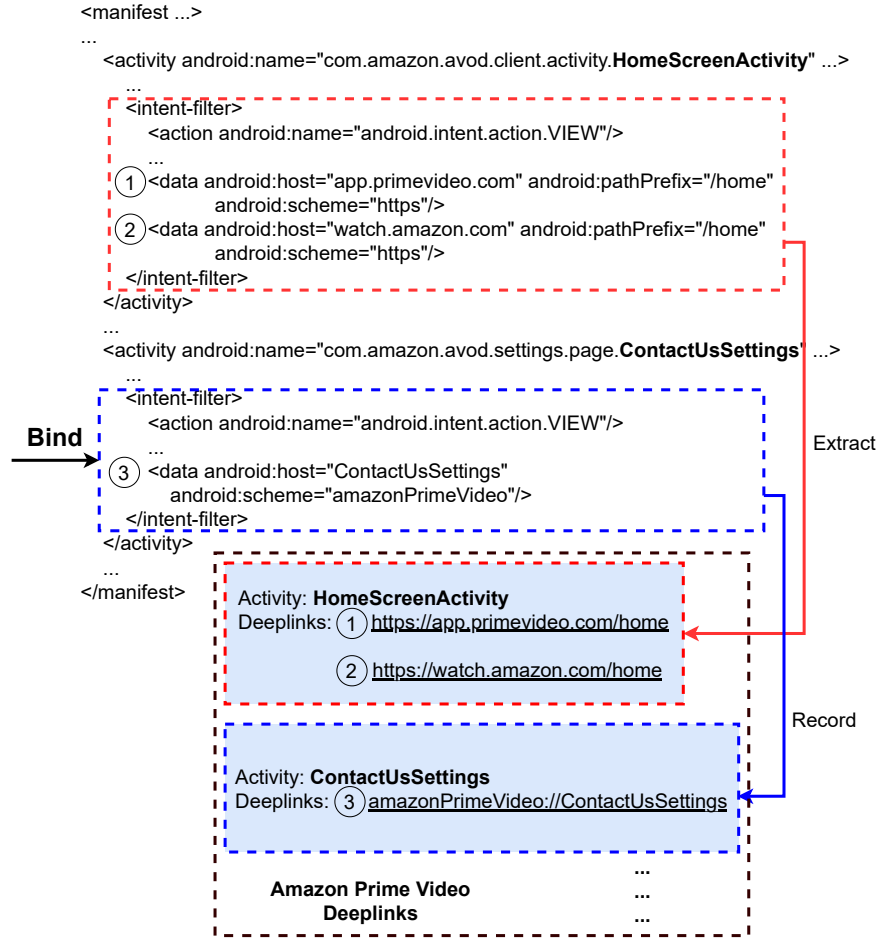 <manifest ...>
...
<activity android:name="com.amazon.avod.client.activity.HomeScreenActivity" ...>
...
<intent-filter>
<action android:name="android.intent.action.VIEW"/>
...
1 <data android:host="app.primevideo.com" android:pathPrefix="/home"
android:scheme="https"/>
2 <data android:host="watch.amazon.com" android:pathPrefix="/home"
android:scheme="https"/>
</intent-filter>
</activity>
...
<activity android:name="com.amazon.avod.settings.page.ContactUsSettings" ...>
...
<intent-filter>
<action android:name="android.intent.action.VIEW"/>
...
Bind
Extract
3 <data android:host="ContactUsSettings"
android:scheme="amazonPrimeVideo"/>
</intent-filter>
</activity>
...
</manifest>
Activity: HomeScreenActivity
Deeplinks: 1 https://app.primevideo.com/home
2 https://watch.amazon.com/home
Record
Activity: ContactUsSettings
Deeplinks: 3 amazonPrimeVideo://ContactUsSettings
...
Amazon Prime Video ...
Deeplinks ...